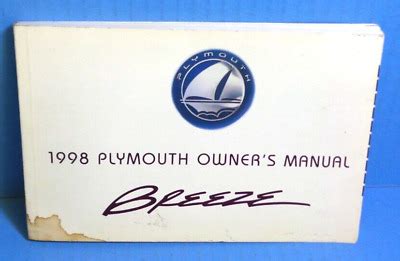 PLYMOUTH
1998 PLYMOUTH OWNER'S MANUAL
BREEZE